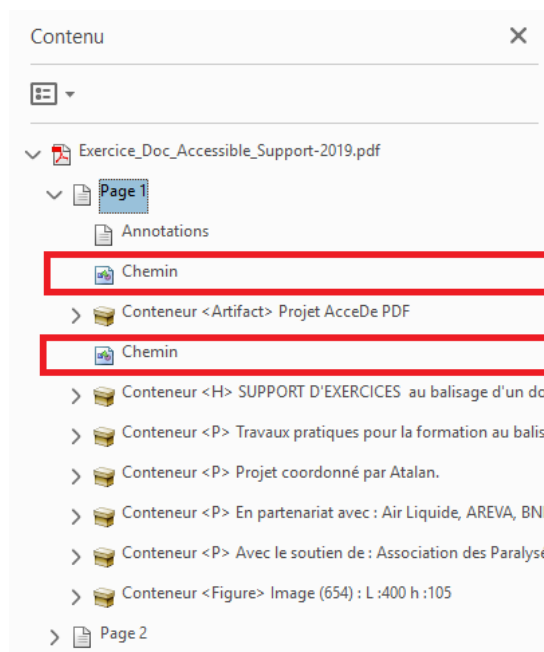 Contenu
Exercice_Doc_Accessible_Support-2019.pdf
Page 1
Annotations
Chemin
Conteneur <Artifact> Projet AcceDe PDF
Chemin
Conteneur <H> SUPPORT D'EXERCICES au balisage d'un do
Conteneur <P> Travaux pratiques pour la formation au balis
Conteneur <P> Projet coordonné par Atalan.
Conteneur <P> En partenariat avec : Air Liquide, AREVA, BN
Conteneur <P> Avec le soutien de : Association des Paralysé
Conteneur <Figure> Image (654) : L :400 h :105
Page 2